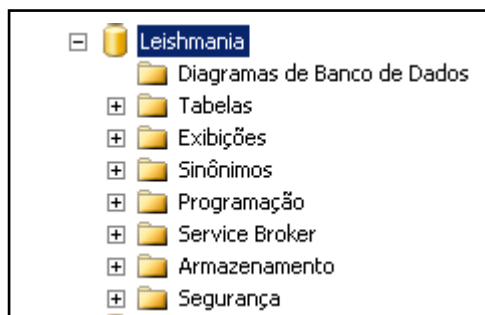 Leishmania
Diagramas de Banco de Dados
Tabelas
Exibições
Sinônimos
Programação
Service Broker
Armazenamento
Segurança